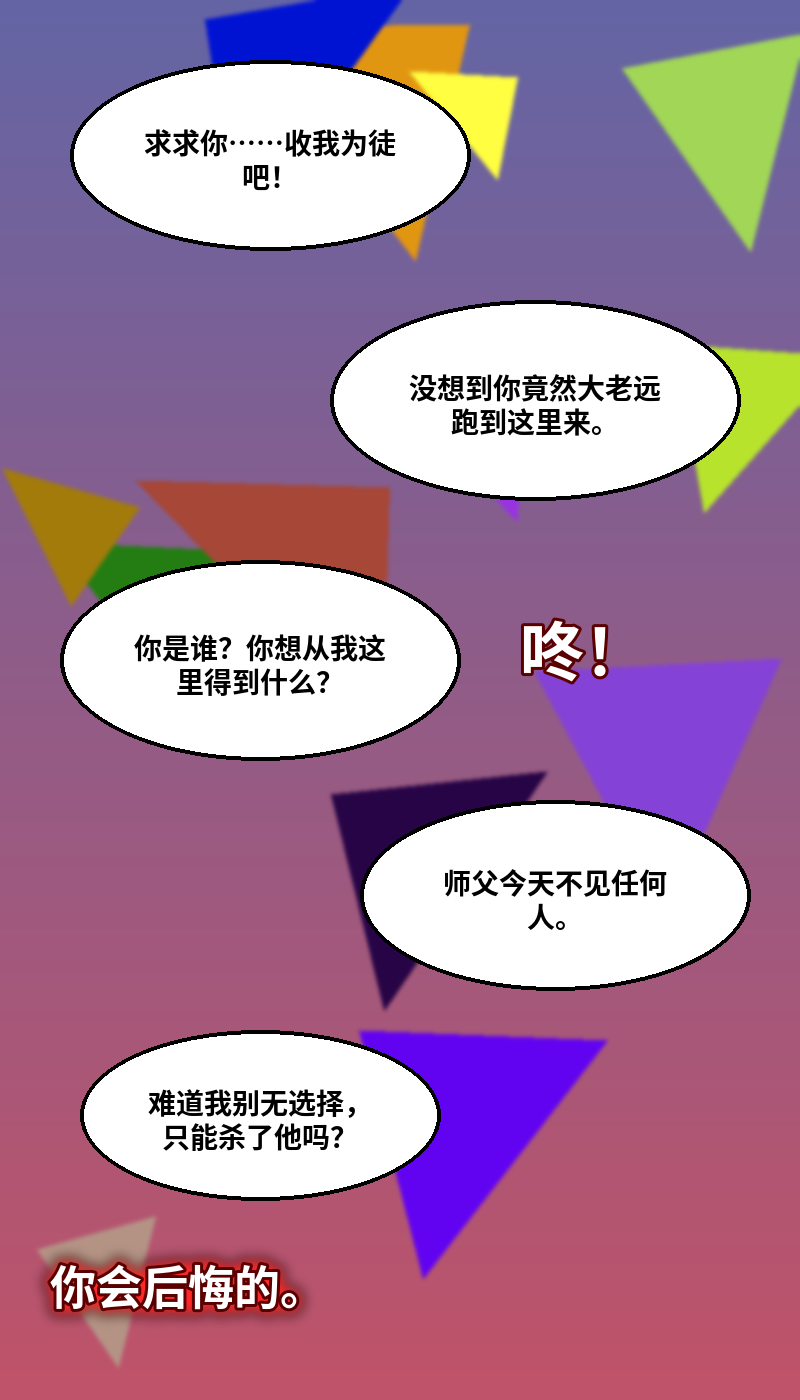 求求你……收我为徒
吧！
没想到你竟然大老远
跑到这里来。
你是谁？你想从我这
里得到什么？
咚！
师父今天不见任何
人。
难道我别无选择，
只能杀了他吗？
你会后悔的。